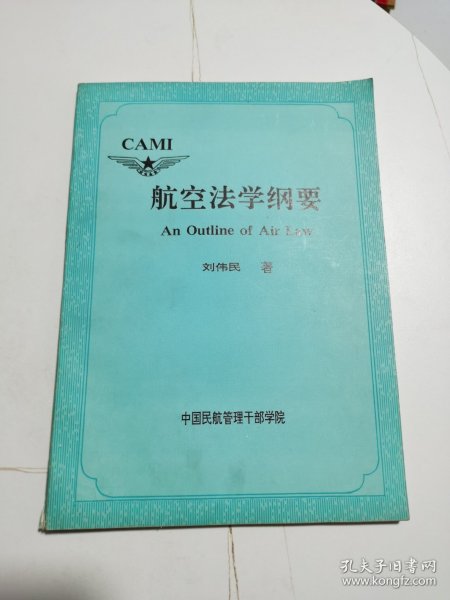 CAMI
航空法学纲要
An Outline of Air Law
刘伟民 著
中国民航管理干部学院
孔夫子旧书网
www.kongfz.com